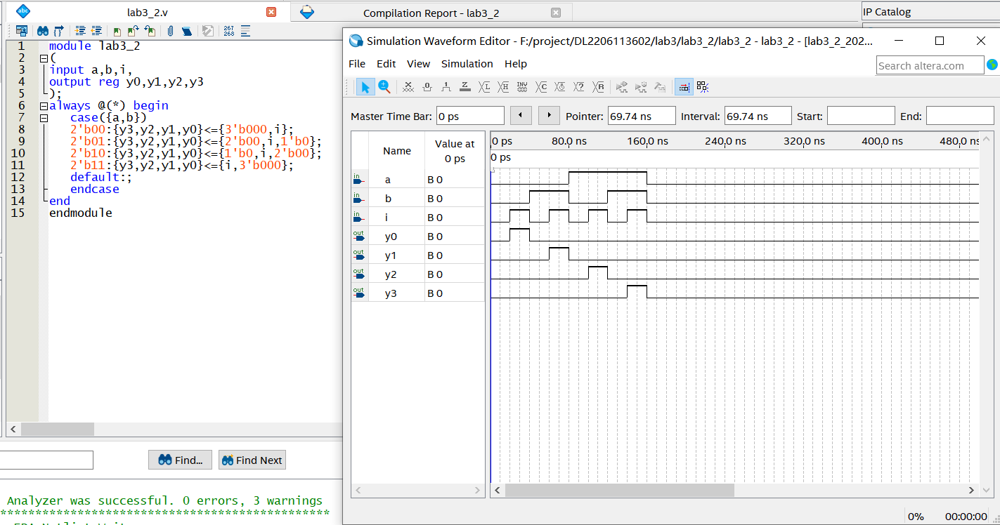 lab3_2.v
Compilation Report - lab3_2
IP Catalog
267
268
1 module lab3_2
2 (
3 input a,b,i,
4 output reg y0,y1,y2,y3
5 );
6 always @(*) begin
7 case({a,b})
8 2'b00:{y3,y2,y1,y0}<={3'b000,i};
9 2'b01:{y3,y2,y1,y0}<={2'b00,i,1'b0};
10 2'b10:{y3,y2,y1,y0}<={1'b0,i,2'b00};
11 2'b11:{y3,y2,y1,y0}<={i,3'b000};
12 default:;
13 endcase
14 end
15 endmodule
Find...
Find Next
Analyzer was successful. 0 errors, 3 warnings
************************************************
Simulation Waveform Editor - F:/project/DL2206113602/lab3/lab3_2/lab3_2 - lab3_2 - [lab3_2_202...
File Edit View Simulation Help
Search altera.com
Master Time Bar: 0 ps
Pointer: 69.74 ns
Interval: 69.74 ns
Start:
End:
Name
Value at
0 ps
0 ps 80.0 ns 160.0 ns 240.0 ns 320.0 ns 400.0 ns 480.0 ns
0 ps
in a B 0
in b B 0
in i B 0
out y0 B 0
out y1 B 0
out y2 B 0
out y3 B 0
0% 00:00:00